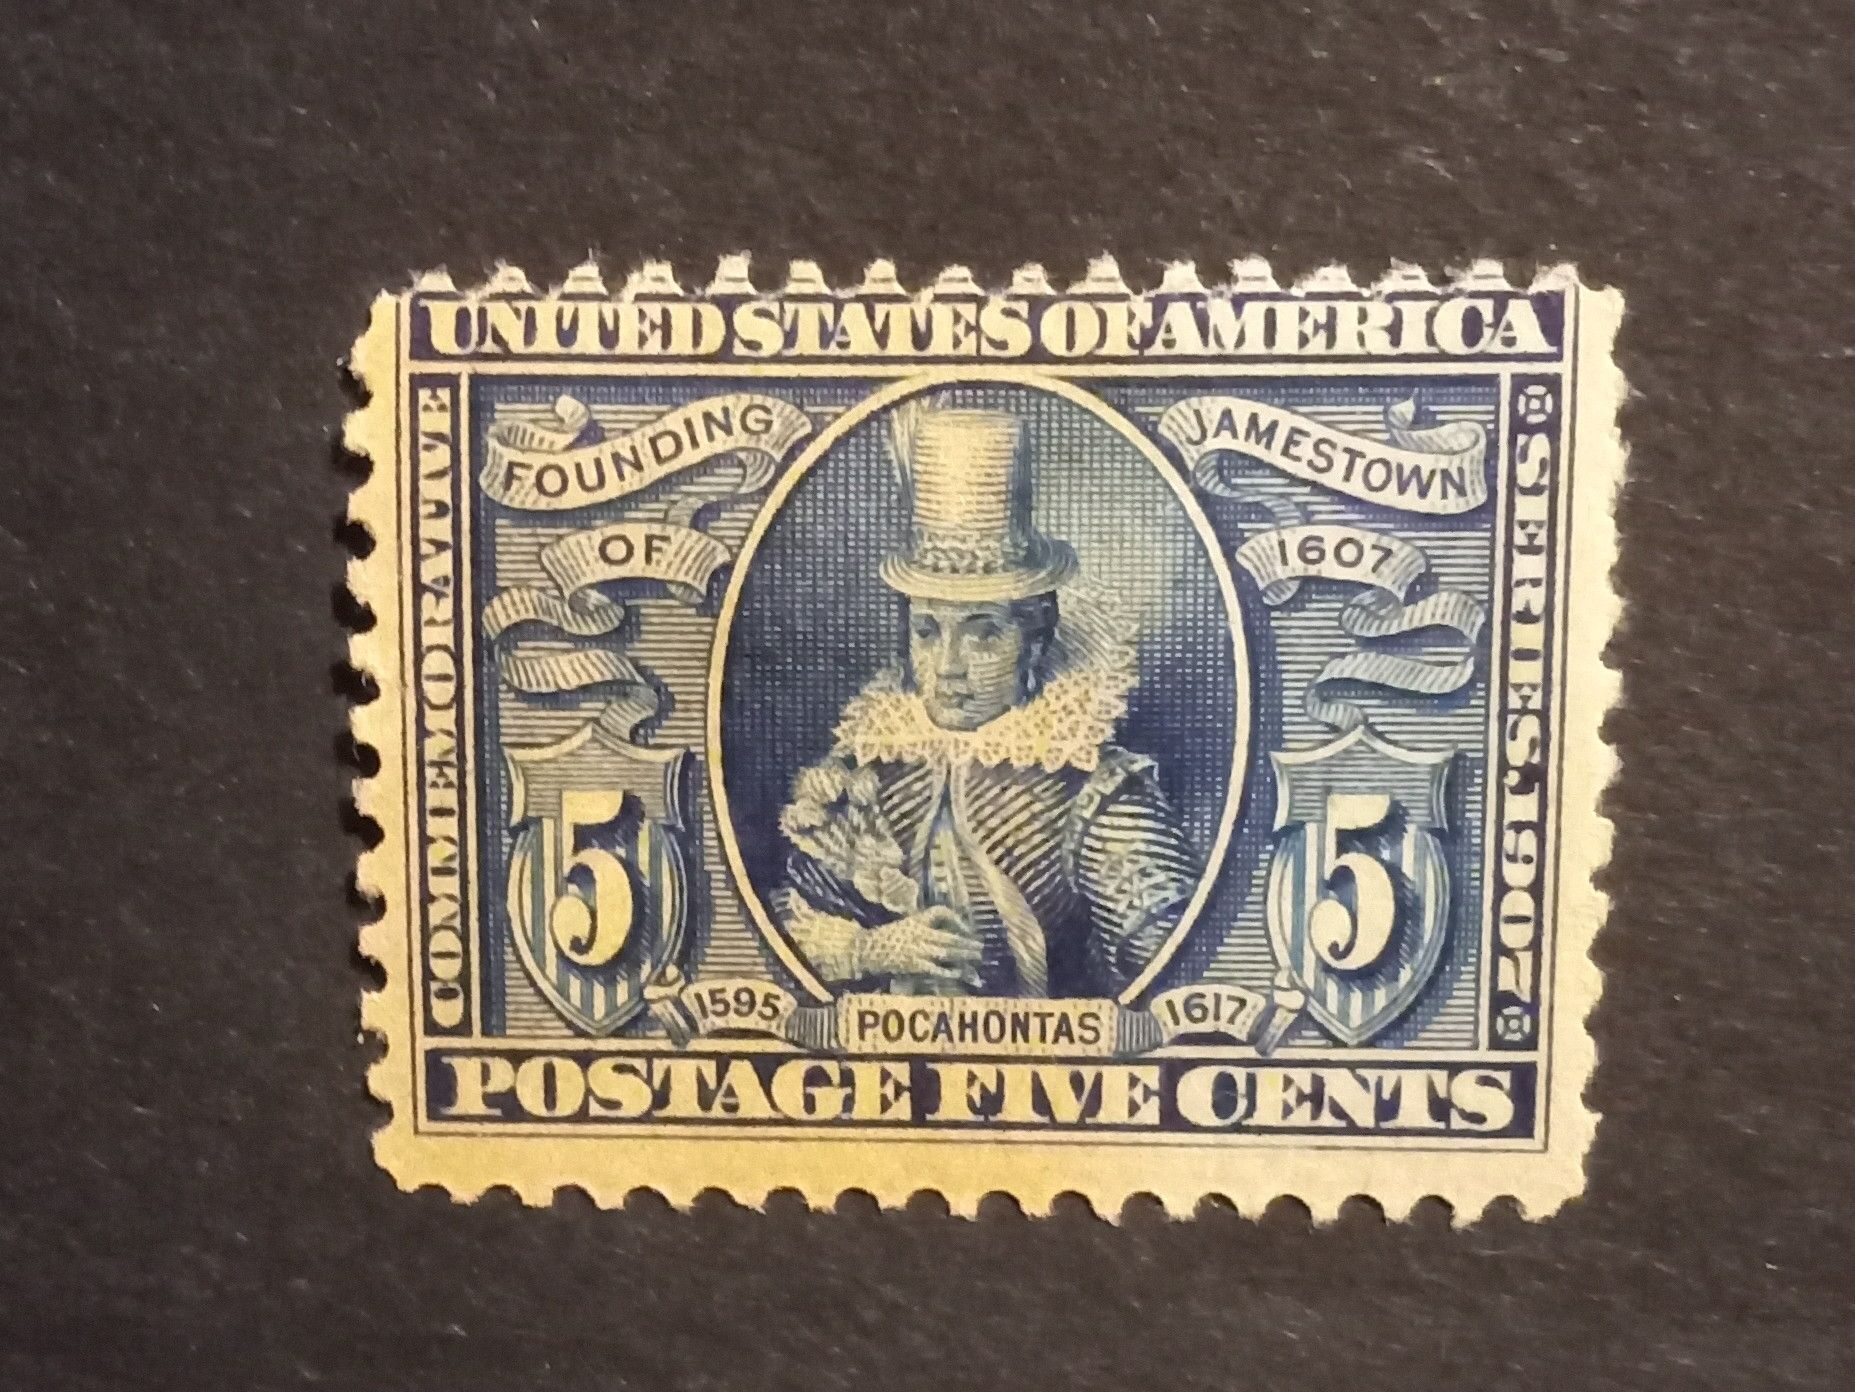 UNITED STATES OF AMERICA
COMMEMORATIVE
FOUNDING
OF
JAMESTOWN
1607
SERIES 1907
5
5
1595
POCAHONTAS
1617
POSTAGE FIVE CENTS